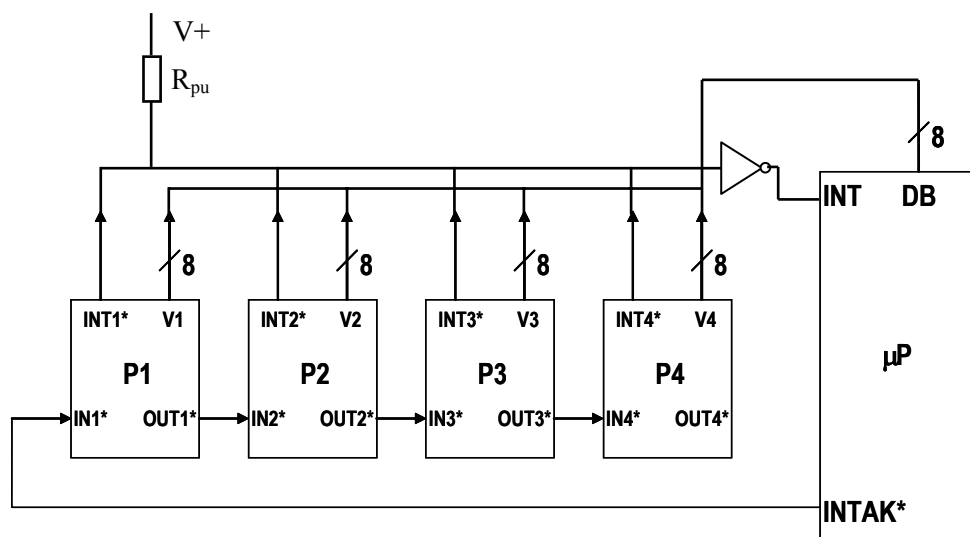 V+
Rpu
8
INT DB
8 8 8 8
INT1* V1 INT2* V2 INT3* V3 INT4* V4
P1 P2 P3 P4 μP
IN1* OUT1* IN2* OUT2* IN3* OUT3* IN4* OUT4*
INTAK*